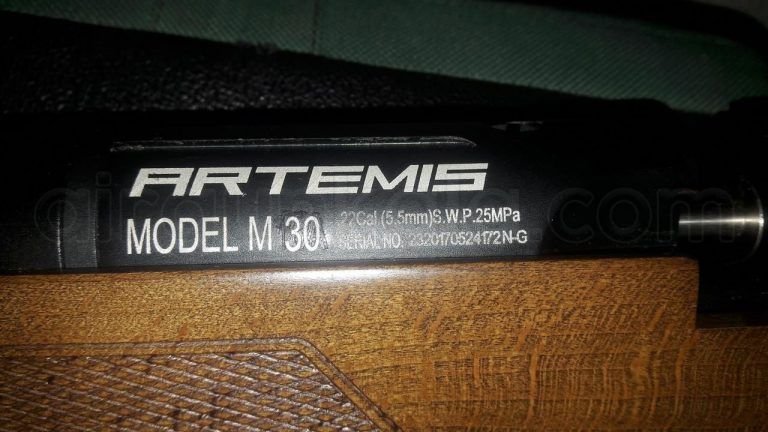 ARTEMIS
MODEL M 30
.22Cal (5.5mm)S.W.P.25MPa
SERIAL NO. 2320170524172N-G